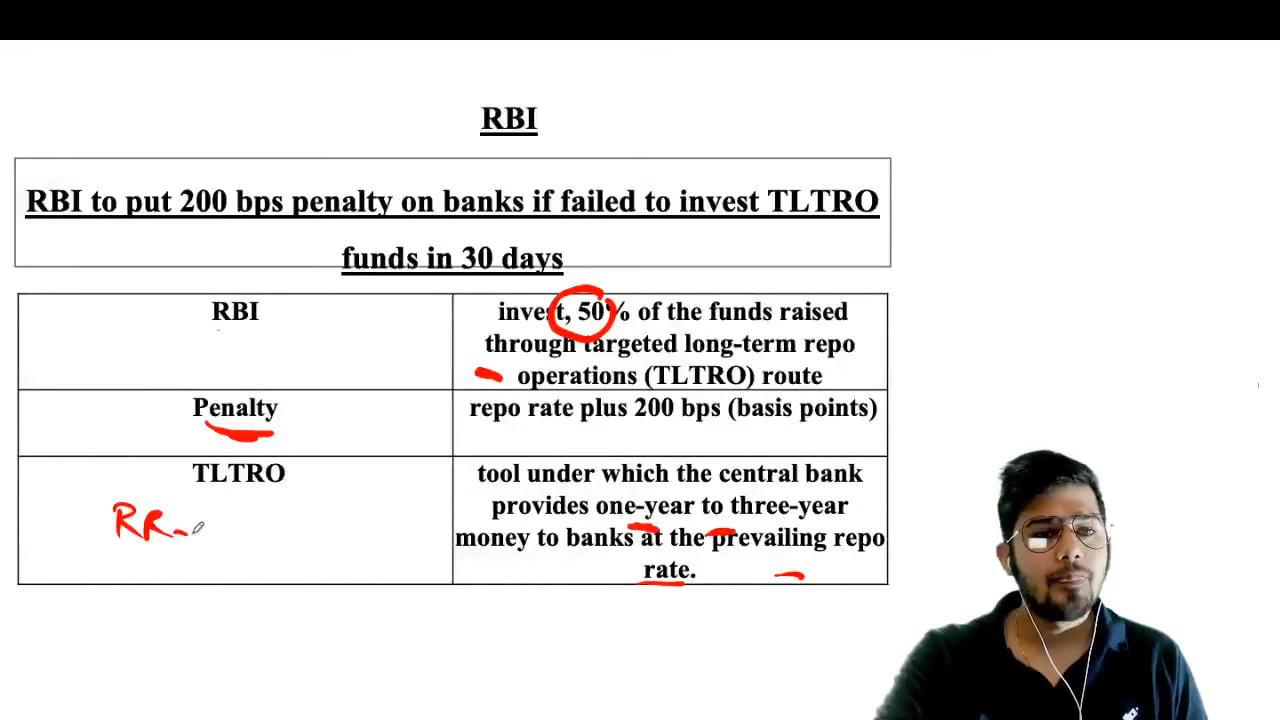 RBI
RBI to put 200 bps penalty on banks if failed to invest TLTRO
funds in 30 days
RBI
invest, 50% of the funds raised
through targeted long-term repo
operations (TLTRO) route
Penalty
repo rate plus 200 bps (basis points)
TLTRO
tool under which the central bank
provides one-year to three-year
money to banks at the prevailing repo
rate.
RR-